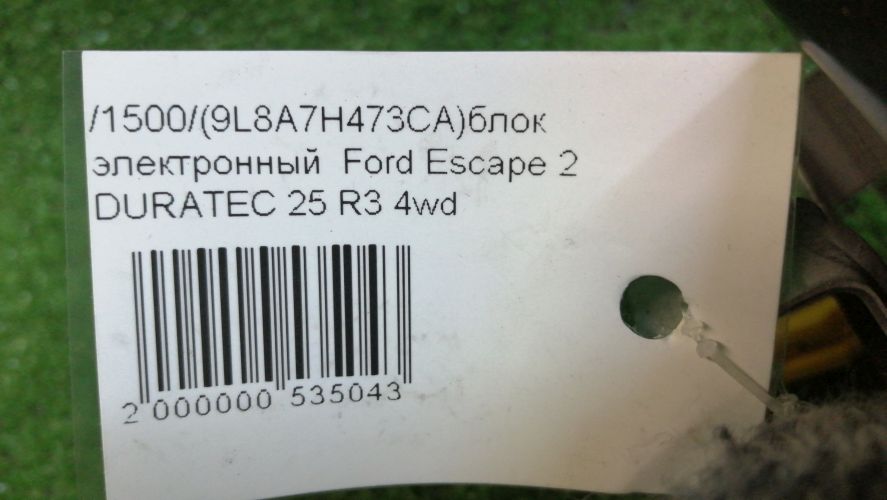 /1500/(9L8A7H473CA)блок
электронный Ford Escape 2
DURATEC 25 R3 4wd
2 000000 535043